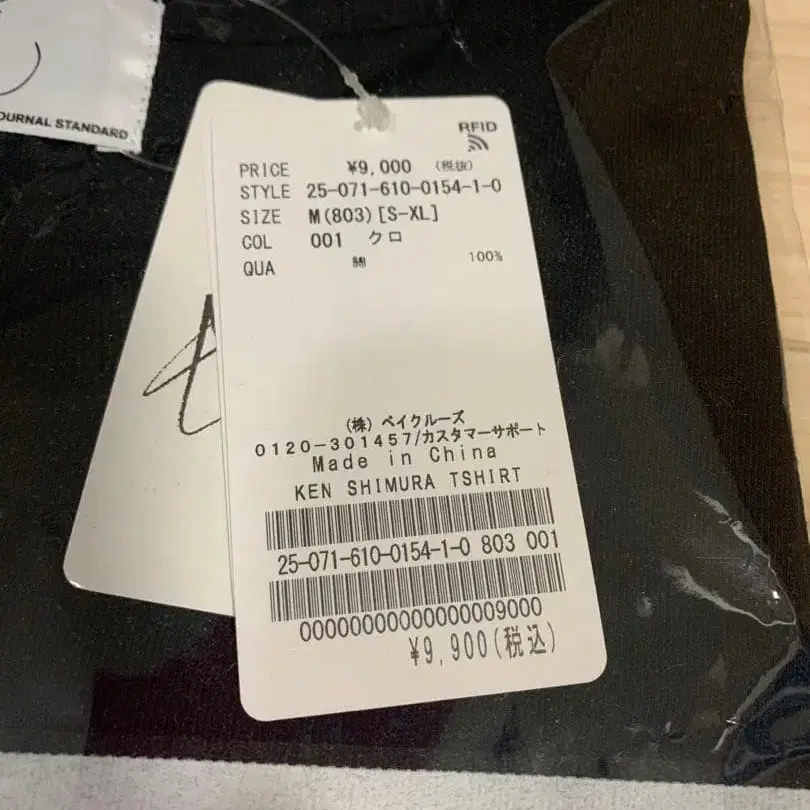 JOURNAL STANDARD
RFID
PRICE ¥9,000 (税抜)
STYLE 25-071-610-0154-1-0
SIZE M(803)[S-XL]
COL 001 クロ
QUA 綿 100%
(株) ベイクルーズ
0120-301457/カスタマーサポート
Made in China
KEN SHIMURA TSHIRT
25-071-610-0154-1-0 803 001
00000000000000009000
¥9,900(税込)